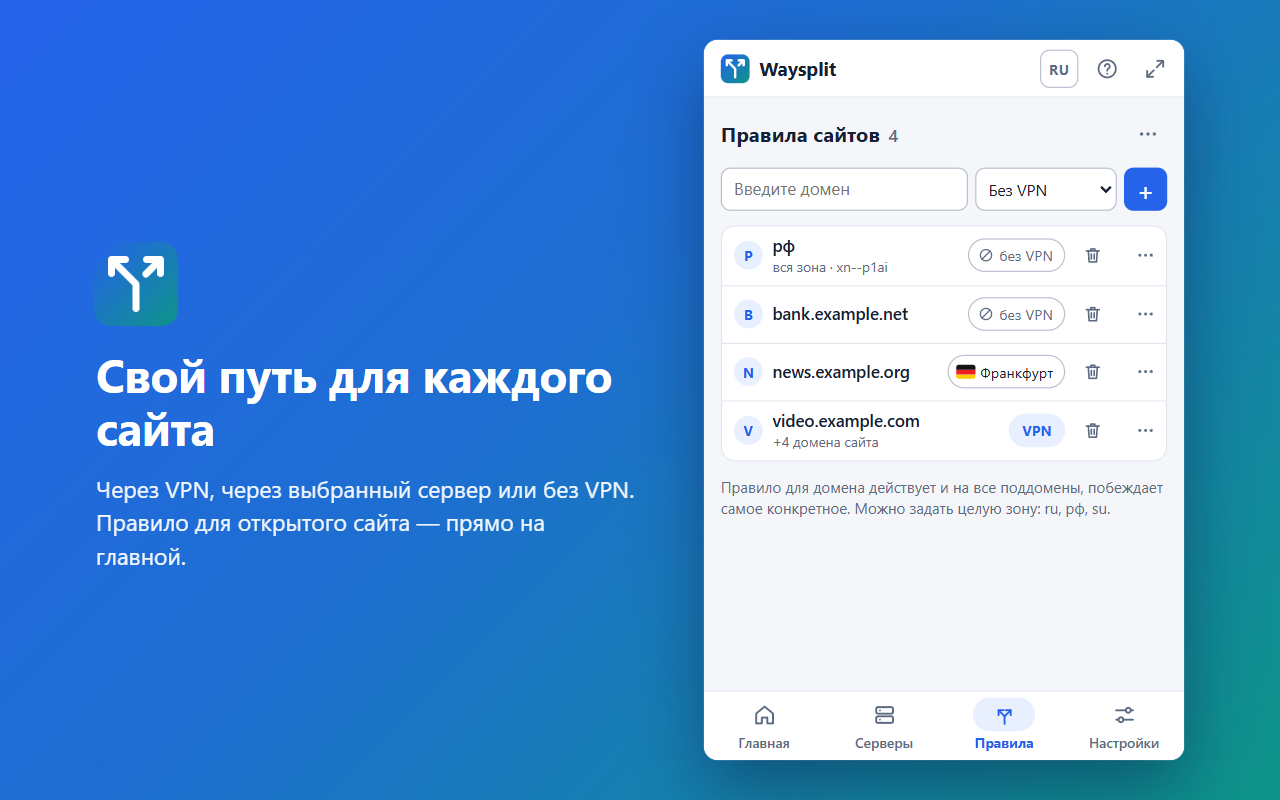 Свой путь для каждого
сайта
Через VPN, через выбранный сервер или без VPN.
Правило для открытого сайта — прямо на
главной.
Waysplit
RU
Правила сайтов 4
Введите домен
Без VPN
+
Р
рф
вся зона · xn--p1ai
без VPN
B
bank.example.net
без VPN
N
news.example.org
Франкфурт
V
video.example.com
+4 домена сайта
VPN
Правило для домена действует и на все поддомены, побеждает
самое конкретное. Можно задать целую зону: ru, рф, su.
Главная
Серверы
Правила
Настройки